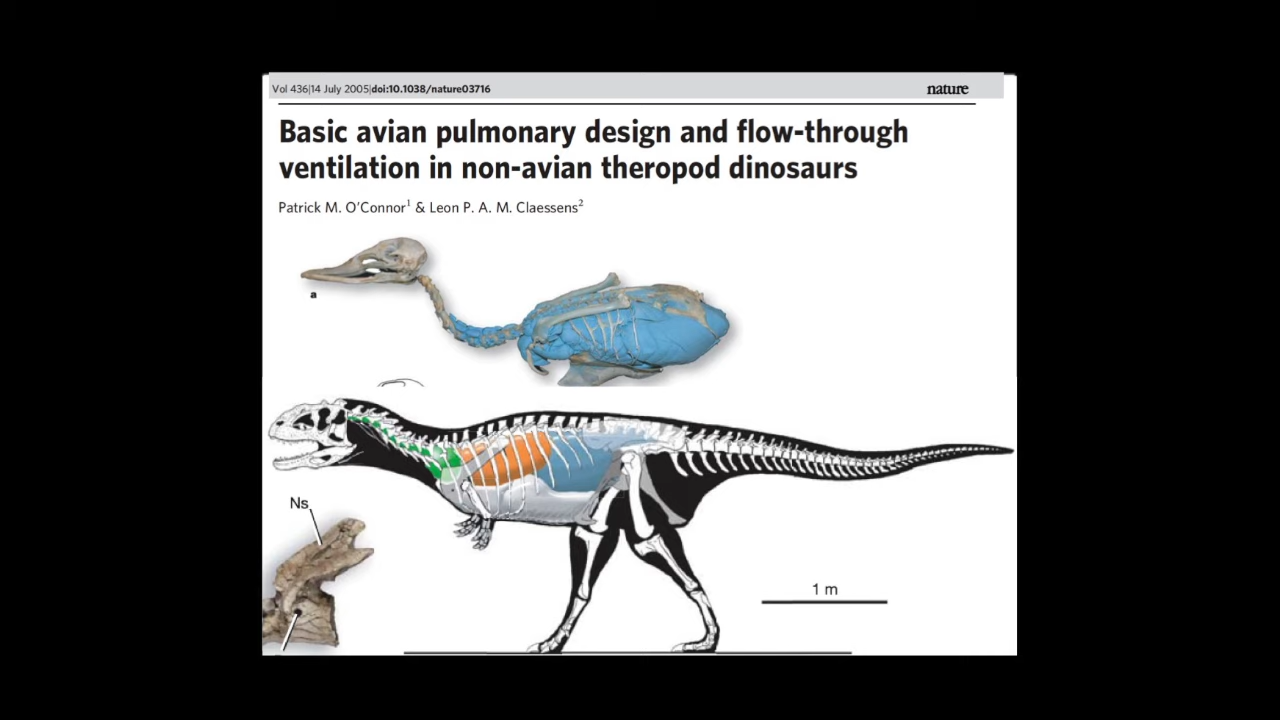 Vol 436|14 July 2005|doi:10.1038/nature03716
nature
Basic avian pulmonary design and flow-through
ventilation in non-avian theropod dinosaurs
Patrick M. O'Connor¹ & Leon P. A. M. Claessens²
a
Ns
1 m